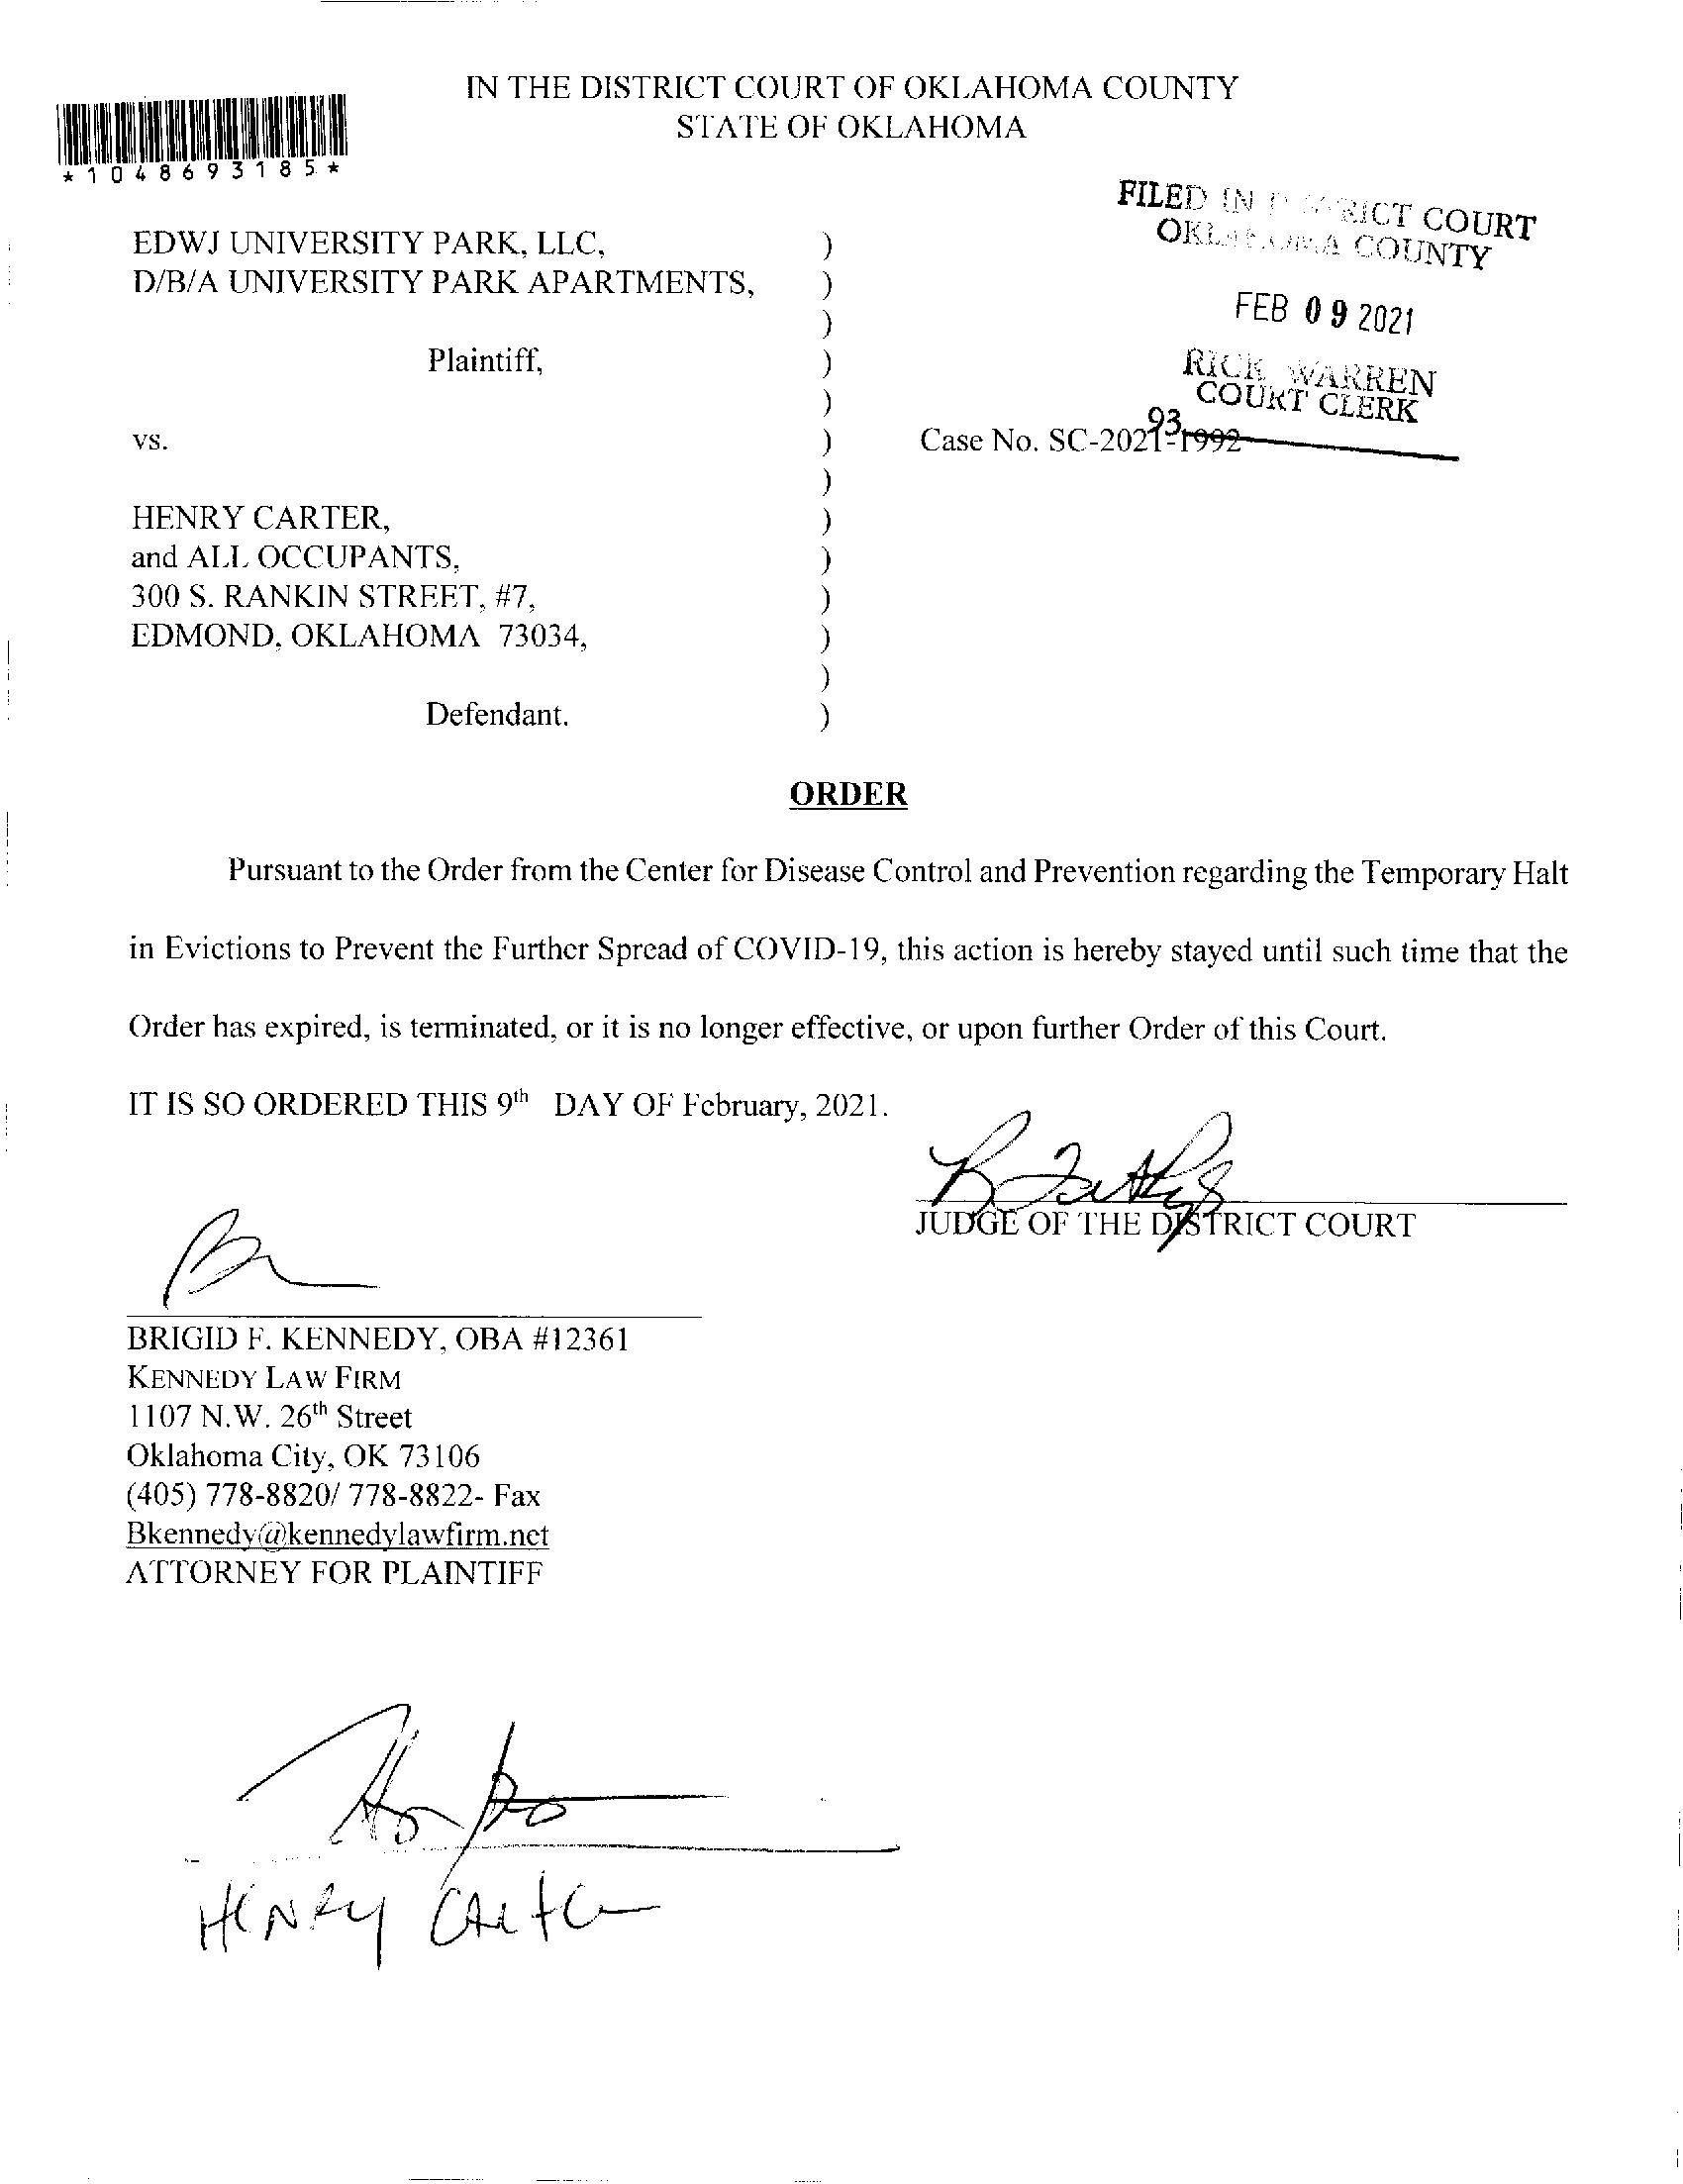 IN THE DISTRICT COURT OF OKLAHOMA COUNTY
STATE OF OKLAHOMA
*1048693185*
FILED IN DISTRICT COURT
OKLAHOMA COUNTY
FEB 09 2021
RICK WARREN
COURT CLERK
EDWJ UNIVERSITY PARK, LLC, )
D/B/A UNIVERSITY PARK APARTMENTS, )
)
Plaintiff, )
)
93
vs. ) Case No. SC-2021-1992
)
HENRY CARTER, )
and ALL OCCUPANTS, )
300 S. RANKIN STREET, #7, )
EDMOND, OKLAHOMA 73034, )
)
Defendant. )
ORDER
Pursuant to the Order from the Center for Disease Control and Prevention regarding the Temporary Halt
in Evictions to Prevent the Further Spread of COVID-19, this action is hereby stayed until such time that the
Order has expired, is terminated, or it is no longer effective, or upon further Order of this Court.
IT IS SO ORDERED THIS 9th DAY OF February, 2021.
JUDGE OF THE DISTRICT COURT
BRIGID F. KENNEDY, OBA #12361
KENNEDY LAW FIRM
1107 N.W. 26th Street
Oklahoma City, OK 73106
(405) 778-8820/ 778-8822- Fax
Bkennedy@kennedylawfirm.net
ATTORNEY FOR PLAINTIFF
HENRY CARTER